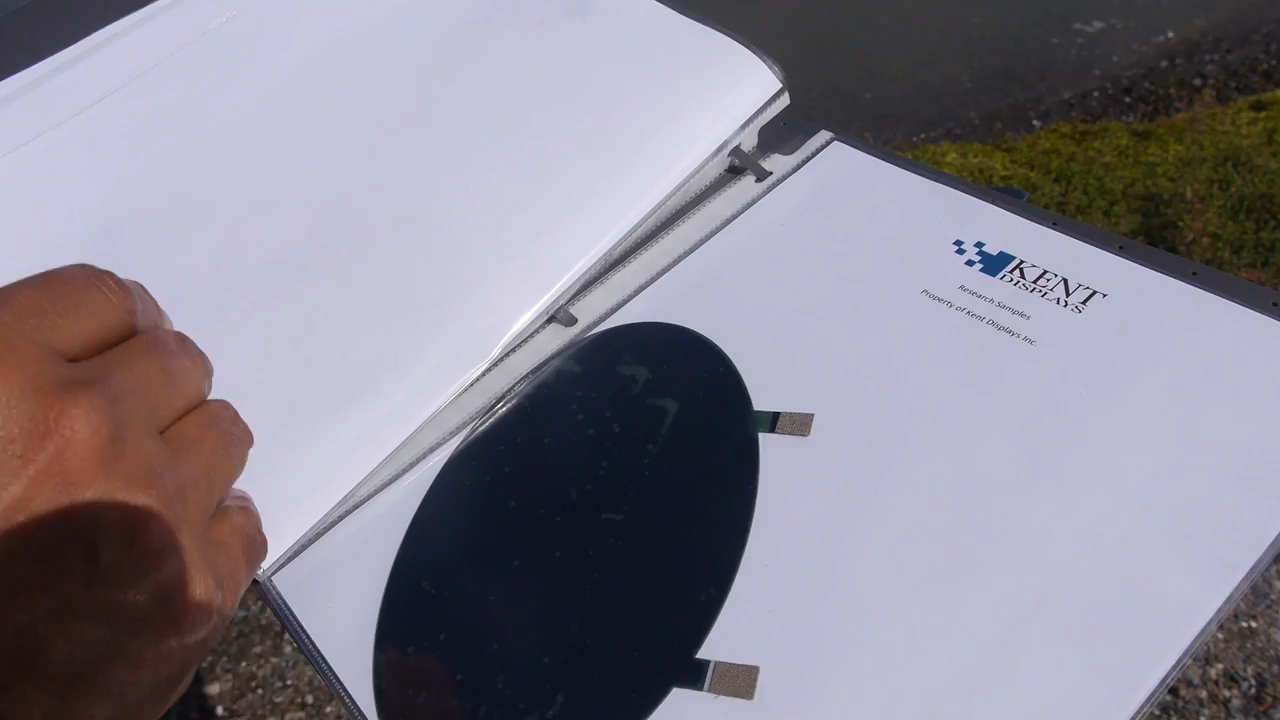 KENT
DISPLAYS
Research Samples
Property of Kent Displays Inc.